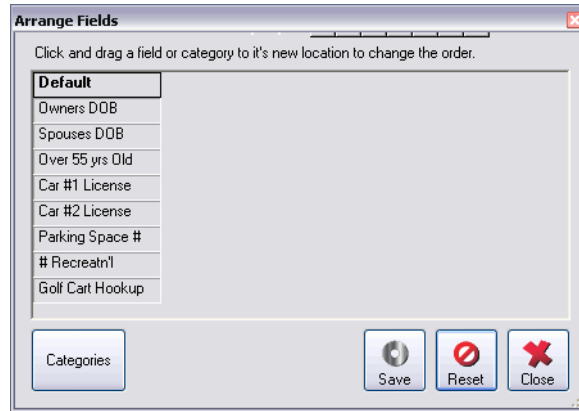 Arrange Fields
Click and drag a field or category to it's new location to change the order.
Default
Owners DOB
Spouses DOB
Over 55 yrs Old
Car #1 License
Car #2 License
Parking Space #
# Recreatn'l
Golf Cart Hookup
Categories
Save
Reset
Close